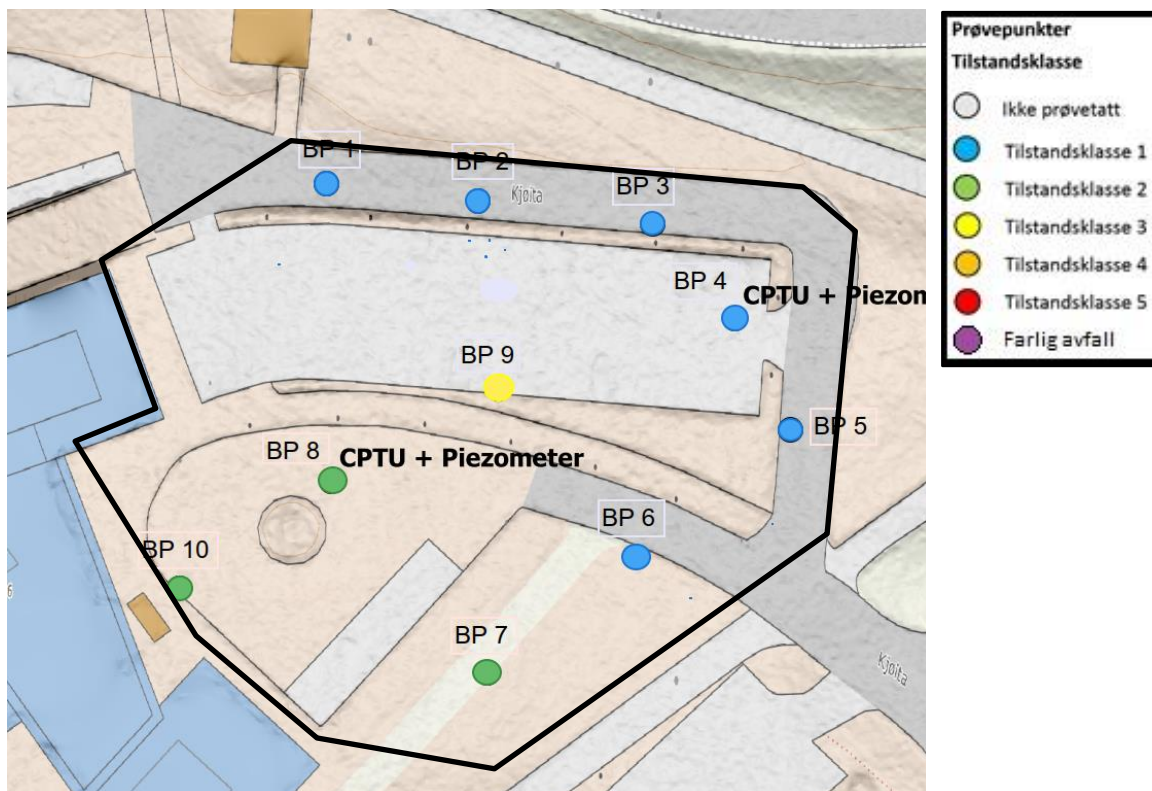 BP 1
BP 2
Kjøita
BP 3
BP 4
CPTU + Piezom
BP 9
BP 5
BP 8
CPTU + Piezometer
BP 6
BP 10
BP 7
Kjøita
6
Prøvepunkter
Tilstandsklasse
Ikke prøvetatt
Tilstandsklasse 1
Tilstandsklasse 2
Tilstandsklasse 3
Tilstandsklasse 4
Tilstandsklasse 5
Farlig avfall